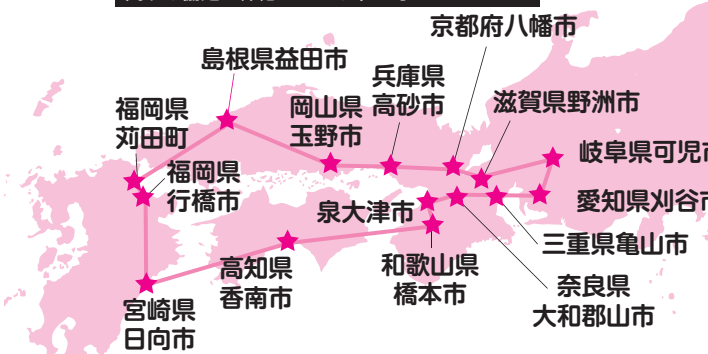 京都府八幡市
島根県益田市
兵庫県
高砂市
滋賀県野洲市
福岡県
苅田町
岡山県
玉野市
岐阜県可児市
福岡県
行橋市
愛知県刈谷市
泉大津市
三重県亀山市
高知県
香南市
和歌山県
橋本市
奈良県
大和郡山市
宮崎県
日向市